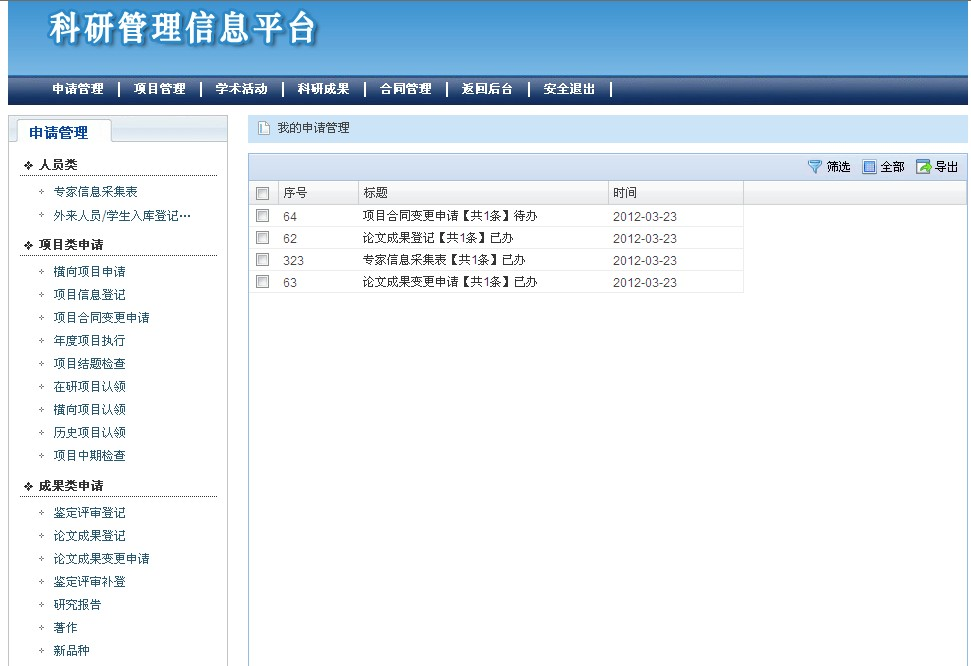 科研管理信息平台
申请管理 | 项目管理 | 学术活动 | 科研成果 | 合同管理 | 返回后台 | 安全退出 |
申请管理
人员类
专家信息采集表
外来人员/学生入库登记…
项目类申请
横向项目申请
项目信息登记
项目合同变更申请
年度项目执行
项目结题检查
在研项目认领
横向项目认领
历史项目认领
项目中期检查
成果类申请
鉴定评审登记
论文成果登记
论文成果变更申请
鉴定评审补登
研究报告
著作
新品种
我的申请管理
筛选 全部 导出
序号 标题 时间
64 项目合同变更申请【共1条】待办 2012-03-23
62 论文成果登记【共1条】已办 2012-03-23
323 专家信息采集表【共1条】已办 2012-03-23
63 论文成果变更申请【共1条】已办 2012-03-23